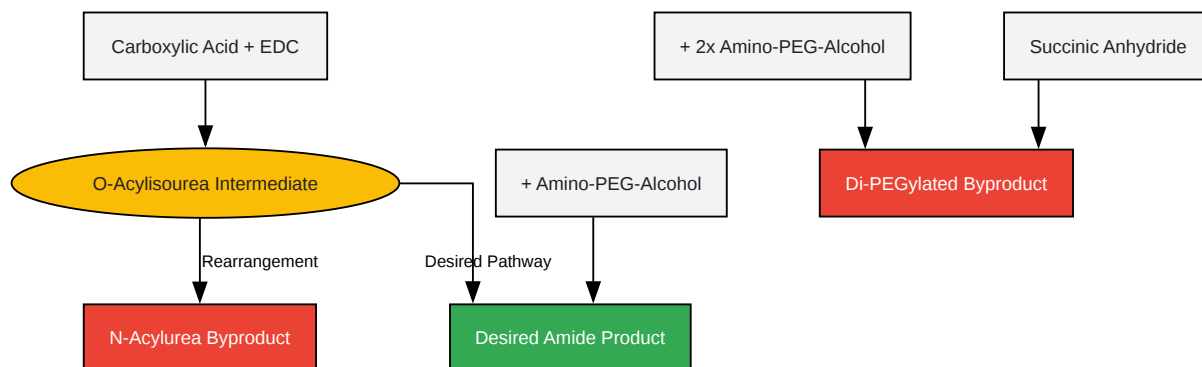 Carboxylic Acid + EDC
+ 2x Amino-PEG-Alcohol
Succinic Anhydride
O-Acylisourea Intermediate
+ Amino-PEG-Alcohol
Di-PEGylated Byproduct
Rearrangement
Desired Pathway
N-Acylurea Byproduct
Desired Amide Product